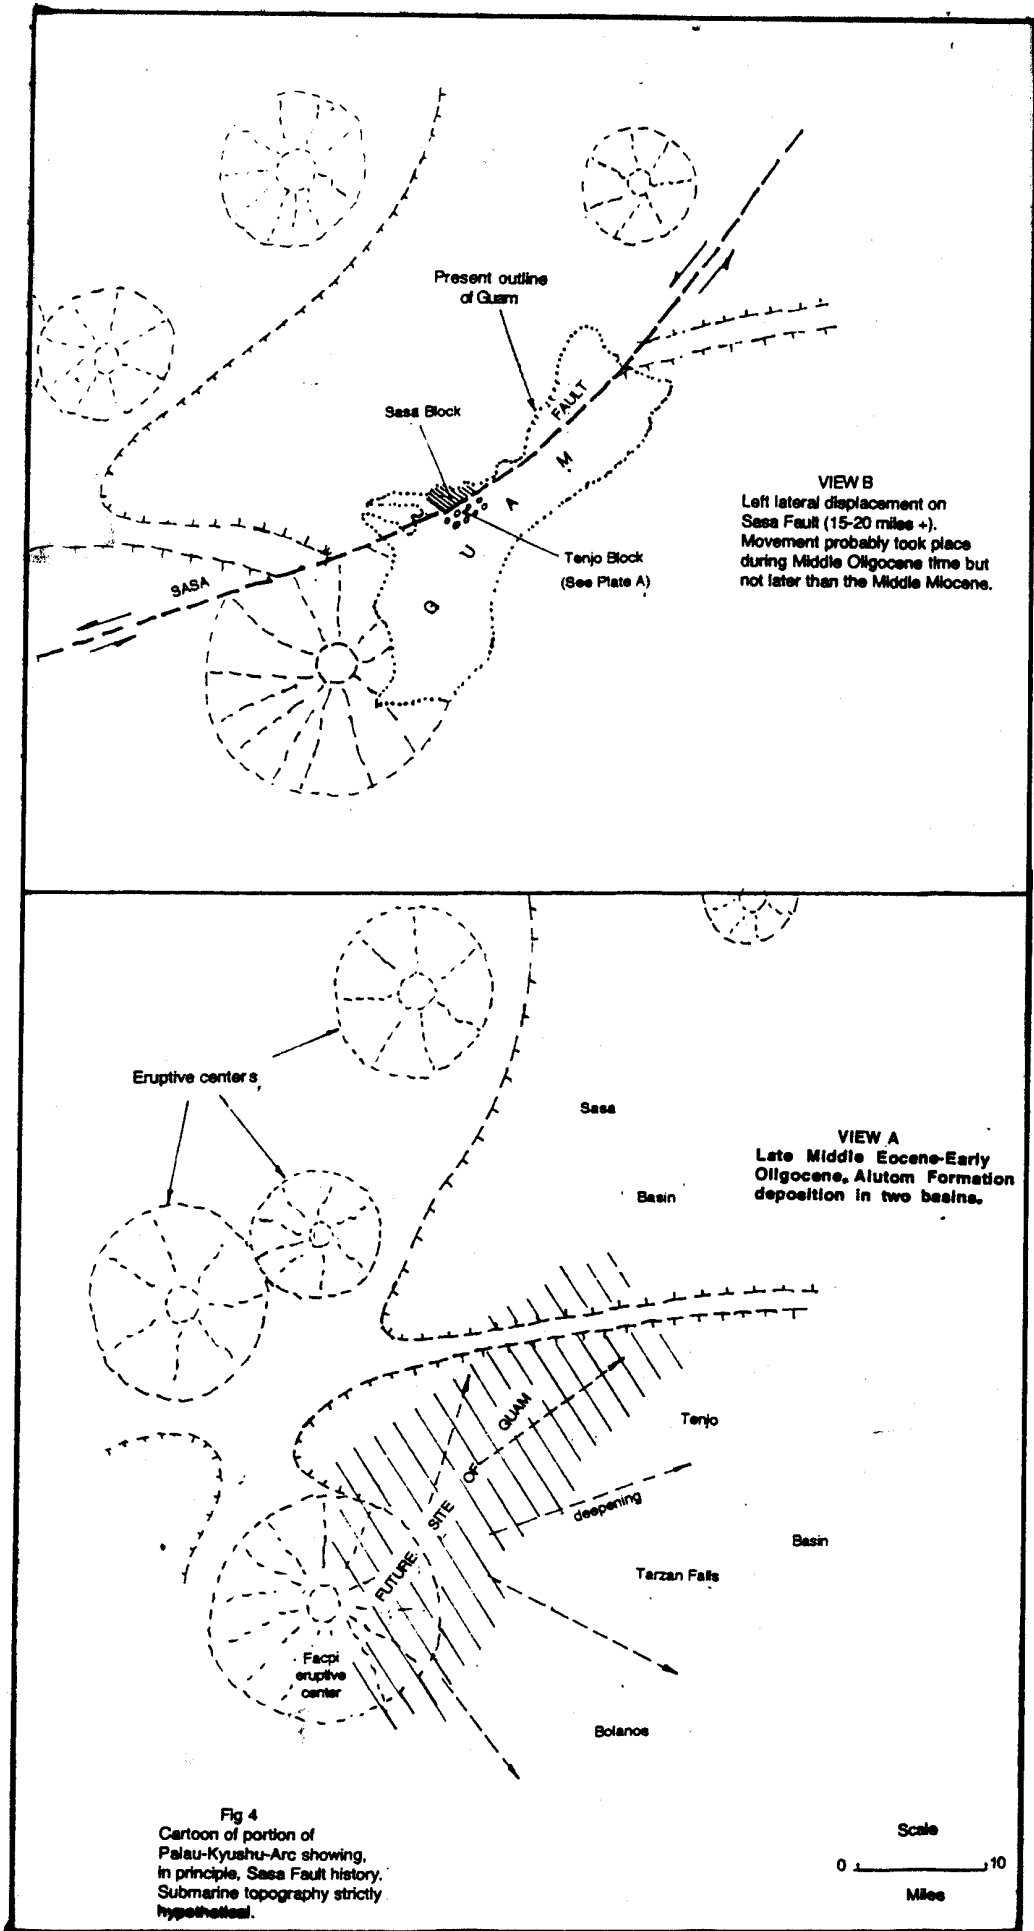 Present outline
of Guam
Sasa Block
FAULT
GUAM
VIEW B
Left lateral displacement on
Sasa Fault (15-20 miles +).
Movement probably took place
during Middle Oligocene time but
not later than the Middle Miocene.
Tenjo Block
(See Plate A)
SASA
Eruptive centers
Sasa
VIEW A
Late Middle Eocene-Early
Oligocene, Alutom Formation
deposition in two basins.
Basin
Tenjo
FUTURE SITE OF GUAM
deepening
Basin
Tarzan Falls
Facpi
eruptive
center
Bolanos
Fig 4
Cartoon of portion of
Palau-Kyushu-Arc showing,
in principle, Sasa Fault history.
Submarine topography strictly
hypothetical.
Scale
0 10
Miles